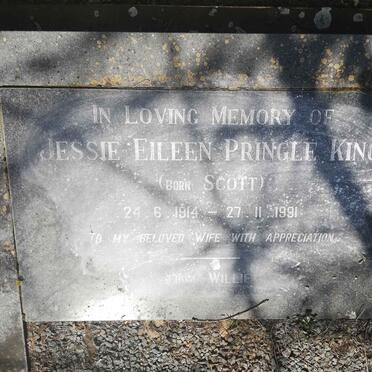 In Loving Memory of
Jessie Eileen Pringle King
(born Scott)
24.6.1914 – 27.11.1991
To my beloved wife with appreciation
Willie